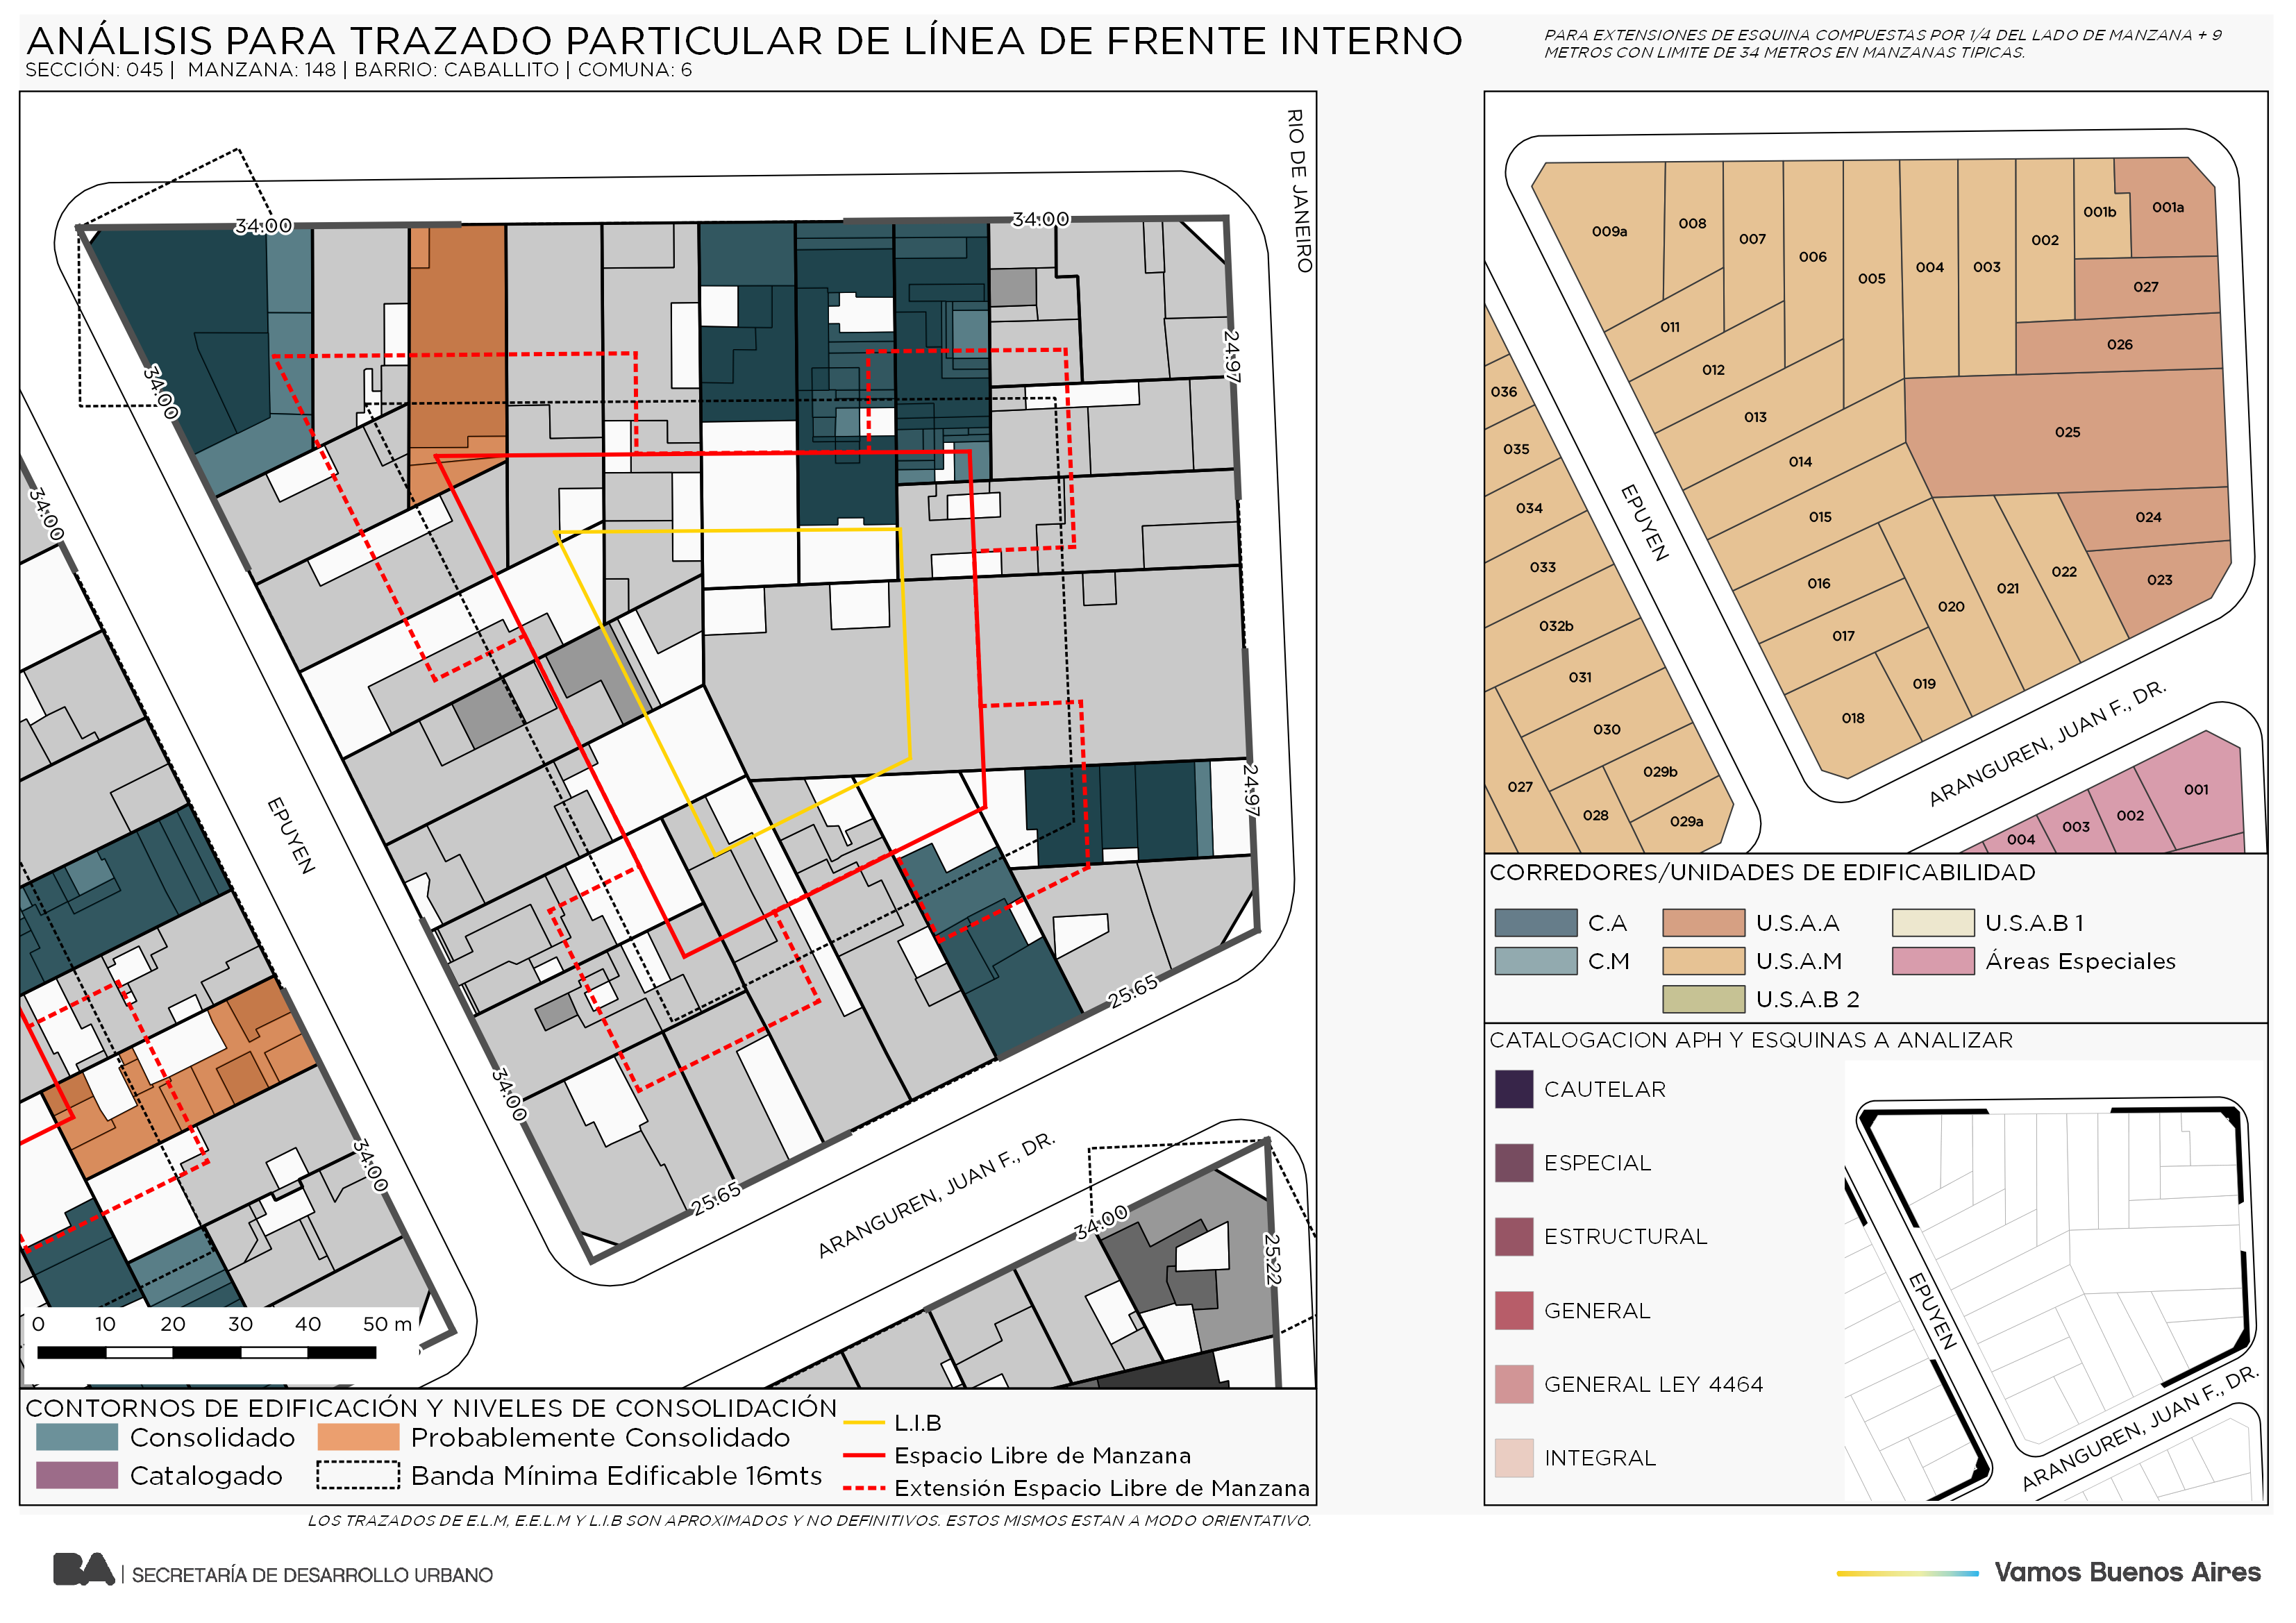 ANÁLISIS PARA TRAZADO PARTICULAR DE LÍNEA DE FRENTE INTERNO
SECCIÓN: 045 | MANZANA: 148 | BARRIO: CABALLITO | COMUNA: 6
PARA EXTENSIONES DE ESQUINA COMPUESTAS POR 1/4 DEL LADO DE MANZANA + 9
METROS CON LIMITE DE 34 METROS EN MANZANAS TIPICAS.
RIO DE JANEIRO
34.00
34.00
24.97
34.00
34.00
24.97
EPUYEN
25.65
34.00
34.00
25.65
ARANGUREN, JUAN F., DR.
34.00
25.22
0 10 20 30 40 50 m
CONTORNOS DE EDIFICACIÓN Y NIVELES DE CONSOLIDACIÓN
Consolidado
Probablemente Consolidado
Catalogado
Banda Mínima Edificable 16mts
L.I.B
Espacio Libre de Manzana
Extensión Espacio Libre de Manzana
LOS TRAZADOS DE E.L.M, E.E.L.M Y L.I.B SON APROXIMADOS Y NO DEFINITIVOS. ESTOS MISMOS ESTAN A MODO ORIENTATIVO.
009a
008
007
006
005
004
003
002
001b
001a
027
026
025
011
012
013
014
015
016
017
018
019
020
021
022
024
023
036
035
034
033
032b
031
030
029b
029a
028
027
EPUYEN
ARANGUREN, JUAN F., DR.
004
003
002
001
CORREDORES/UNIDADES DE EDIFICABILIDAD
C.A
U.S.A.A
U.S.A.B 1
C.M
U.S.A.M
Áreas Especiales
U.S.A.B 2
CATALOGACION APH Y ESQUINAS A ANALIZAR
CAUTELAR
ESPECIAL
ESTRUCTURAL
GENERAL
GENERAL LEY 4464
INTEGRAL
EPUYEN
ARANGUREN, JUAN F., DR.
BA | SECRETARÍA DE DESARROLLO URBANO
Vamos Buenos Aires